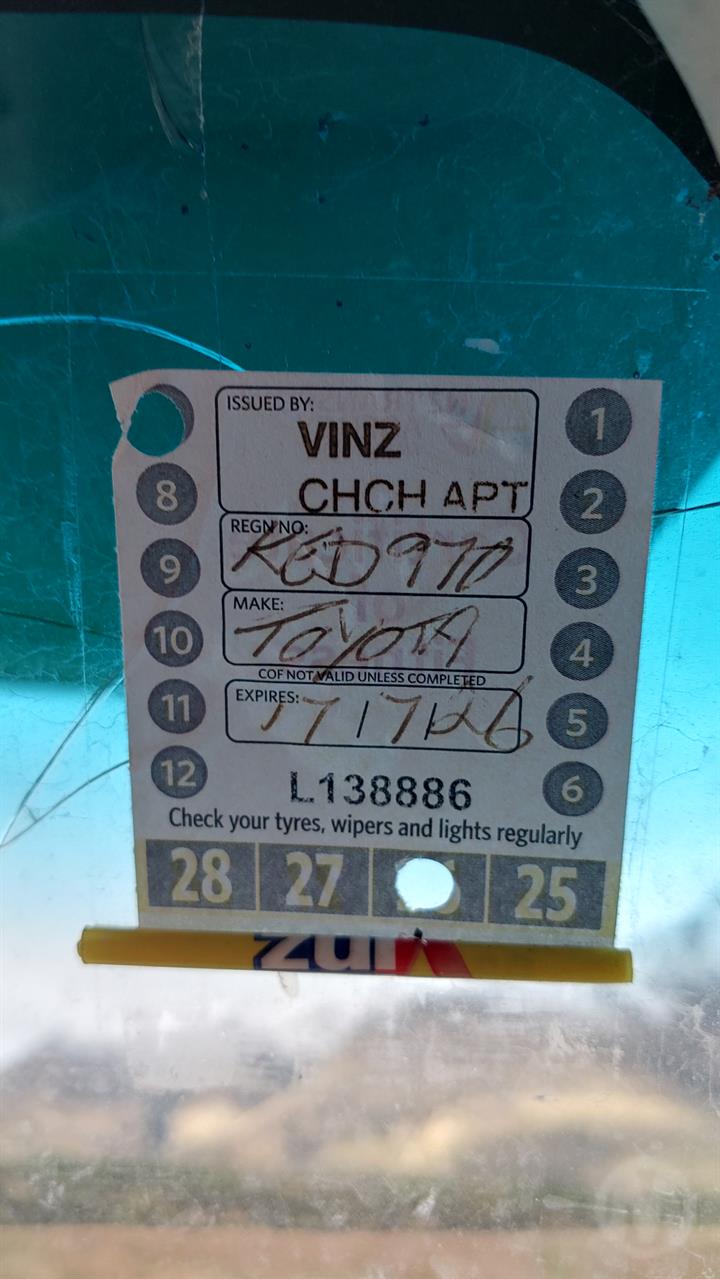 ISSUED BY:
VINZ
CHCH APT
REGN NO:
MAKE:
TOYOTA
COF NOT VALID UNLESS COMPLETED
EXPIRES:
17/7/26
L138886
Check your tyres, wipers and lights regularly
8
9
10
11
12
1
2
3
4
5
6
28 27 25